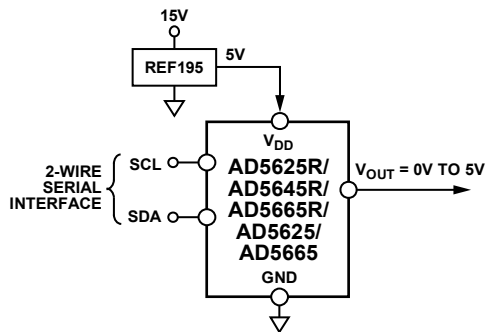 15V
REF195
5V
V_DD
2-WIRE
SERIAL
INTERFACE
SCL
SDA
AD5625R/
AD5645R/
AD5665R/
AD5625/
AD5665
V_OUT = 0V TO 5V
GND